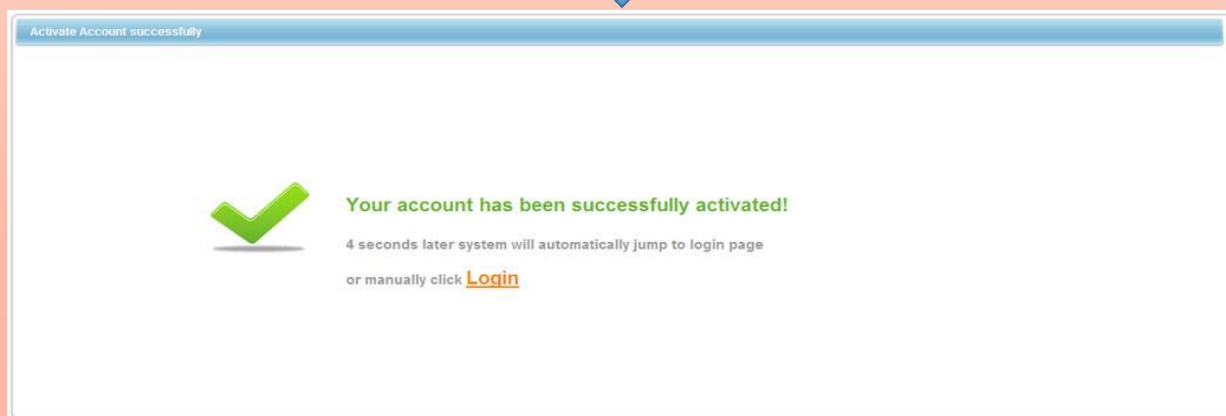 Activate Account successfully
Your account has been successfully activated!
4 seconds later system will automatically jump to login page
or manually click Login